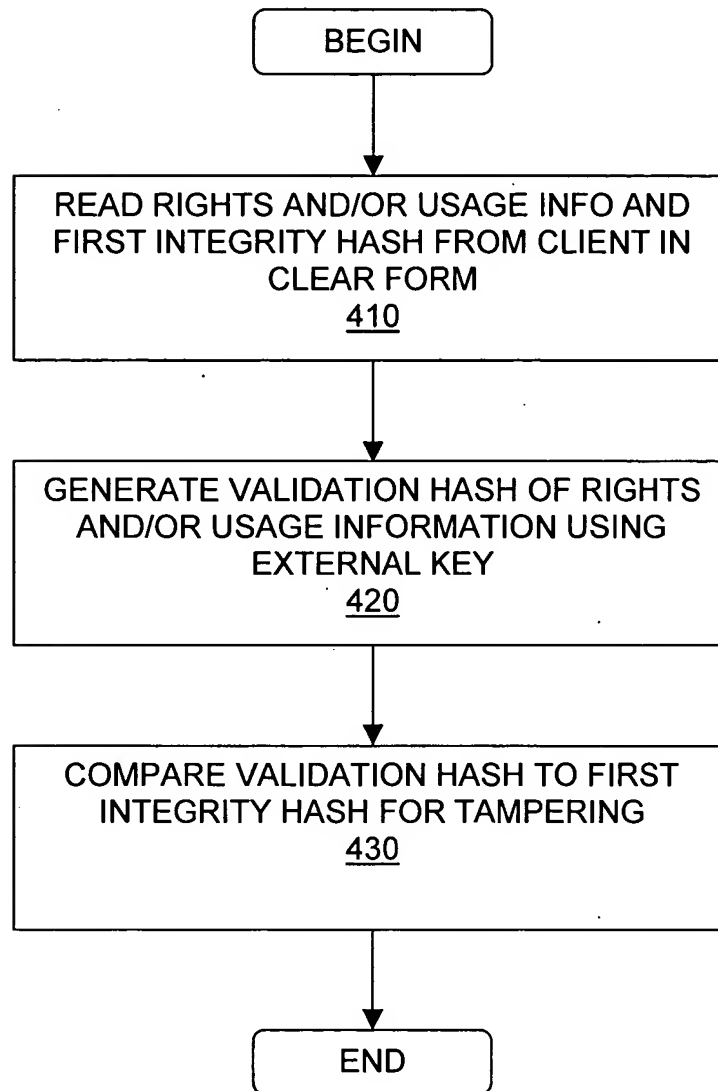 BEGIN
READ RIGHTS AND/OR USAGE INFO AND
FIRST INTEGRITY HASH FROM CLIENT IN
CLEAR FORM
410
GENERATE VALIDATION HASH OF RIGHTS
AND/OR USAGE INFORMATION USING
EXTERNAL KEY
420
COMPARE VALIDATION HASH TO FIRST
INTEGRITY HASH FOR TAMPERING
430
END